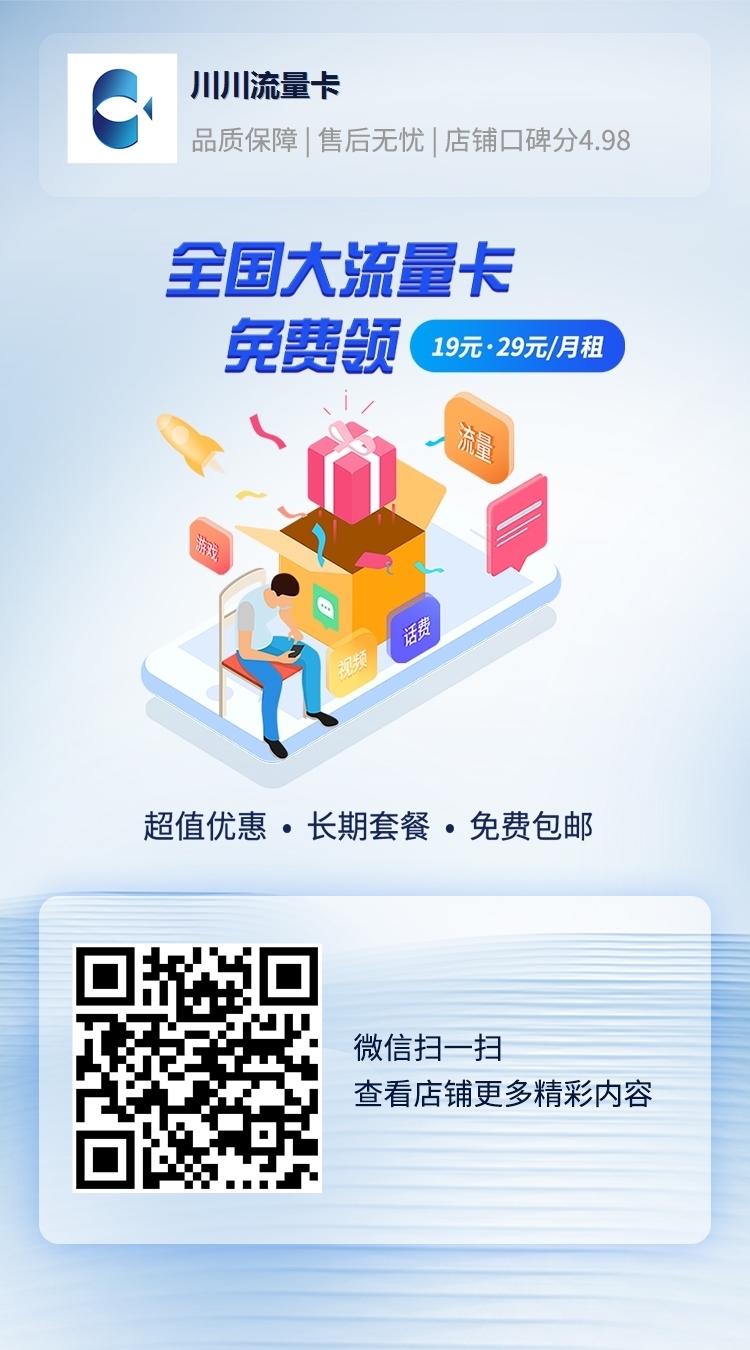 川川流量卡
品质保障 | 售后无忧 | 店铺口碑分4.98
全国大流量卡
免费领 19元·29元/月租
流量
游戏
话费
视频
超值优惠 • 长期套餐 • 免费包邮
微信扫一扫
查看店铺更多精彩内容